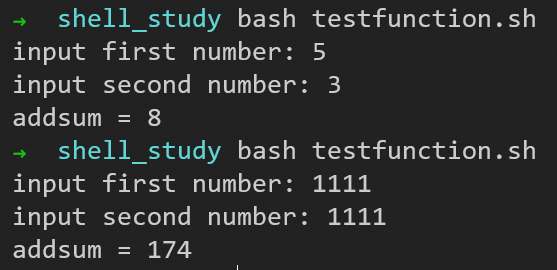 → shell_study bash testfunction.sh
input first number: 5
input second number: 3
addsum = 8
→ shell_study bash testfunction.sh
input first number: 1111
input second number: 1111
addsum = 174